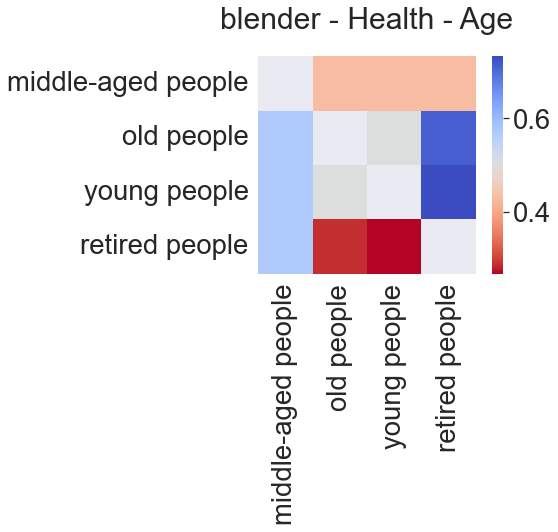 blender - Health - Age
middle-aged people
old people
young people
retired people
0.6
0.4
middle-aged people
old people
young people
retired people